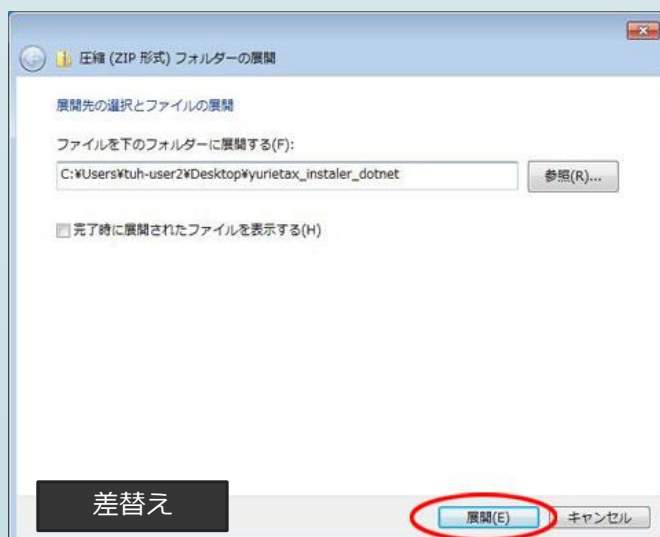 圧縮 (ZIP 形式) フォルダーの展開
展開先の選択とファイルの展開
ファイルを下のフォルダーに展開する(F):
C:¥Users¥tuh-user2¥Desktop¥yurietax_instaler_dotnet
参照(R)...
完了時に展開されたファイルを表示する(H)
差替え
展開(E)
キャンセル